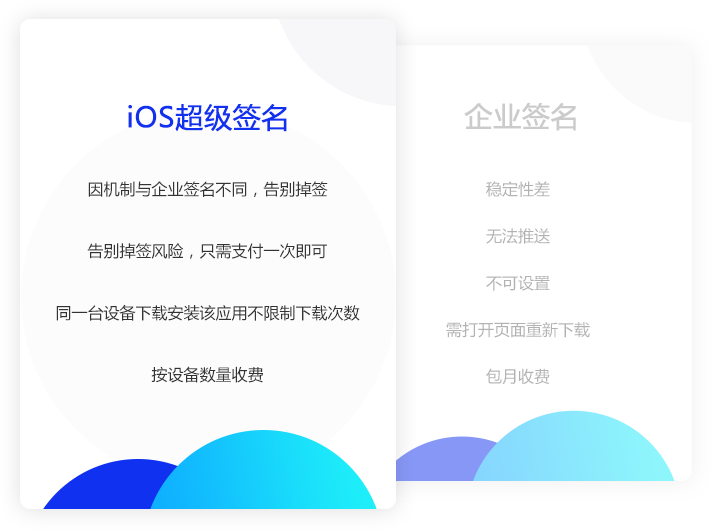 iOS超级签名
因机制与企业签名不同，告别掉签
告别掉签风险，只需支付一次即可
同一台设备下载安装该应用不限制下载次数
按设备数量收费
企业签名
稳定性差
无法推送
不可设置
需打开页面重新下载
包月收费